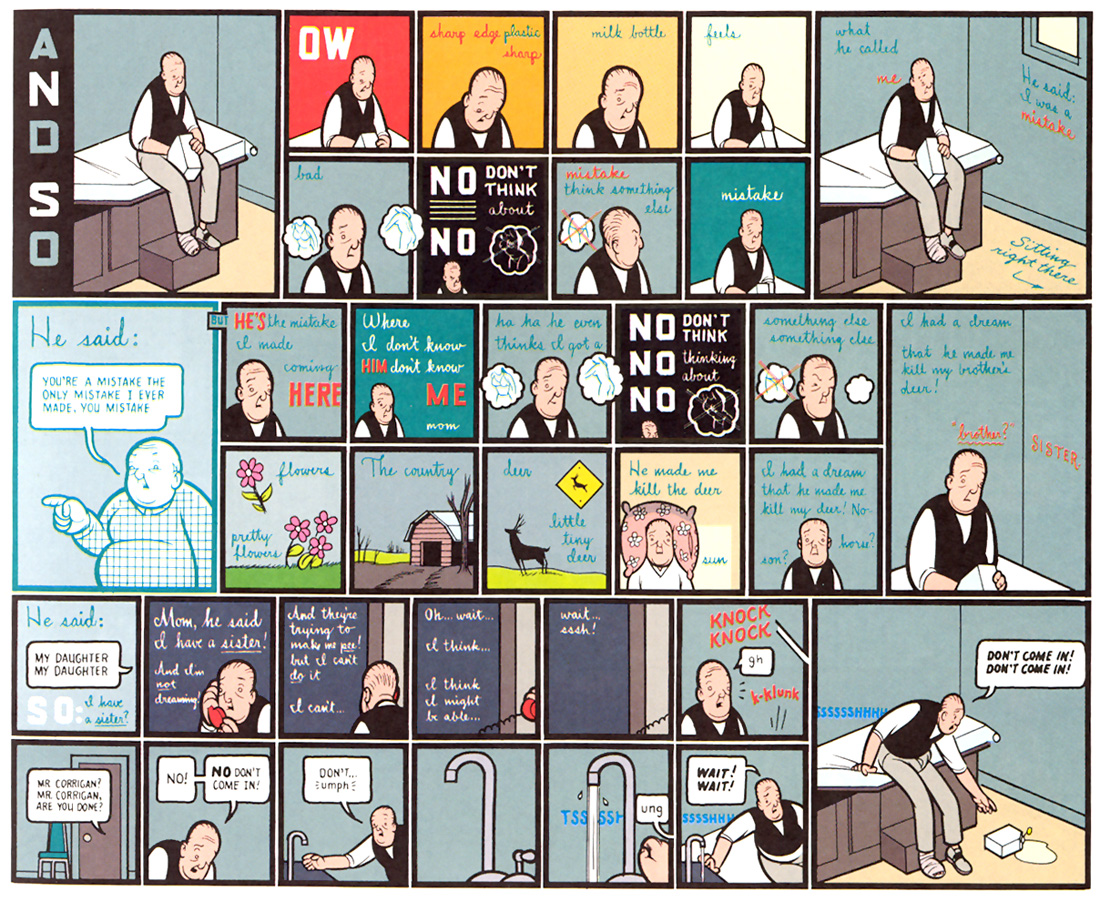 AND SO
OW
sharp edge plastic
sharp
milk bottle
feels
what
he called
me
He said:
I was a
mistake
Sitting
right there
bad
NO DON'T
THINK
about
NO
mistake
think something
else
mistake
He said:
YOU'RE A MISTAKE THE
ONLY MISTAKE I EVER
MADE, YOU MISTAKE
BUT
HE'S the mistake
I made
coming
HERE
Where
I don't know
HIM don't know
ME
mom
ha ha he even
thinks I got a
NO DON'T
THINK
NO thinking
about
NO
something else
something else
I had a dream
that he made me
kill my brother's
deer!
"brother?"
SISTER
flowers
pretty
flowers
The country
deer
little
tiny
deer
He made me
kill the deer
sun
I had a dream
that he made me
kill my deer! No-
horse?
son?
He said:
MY DAUGHTER
MY DAUGHTER
SO: I have
a sister?
Mom, he said
I have a sister!
And I'm
not
dreaming!
And they're
trying to
make me pee!
but I can't
do it
I can't...
Oh... wait...
I think...
I think
I might
be able...
wait...
sssh!
KNOCK
KNOCK
gh
k-klunk
MR. CORRIGAN?
MR. CORRIGAN,
ARE YOU DONE?
NO!
NO DON'T
COME IN!
DON'T...
umph
TSSSSSH
ung
WAIT!
WAIT!
SSSSHHH
DON'T COME IN!
DON'T COME IN!
SSSSSHHHH